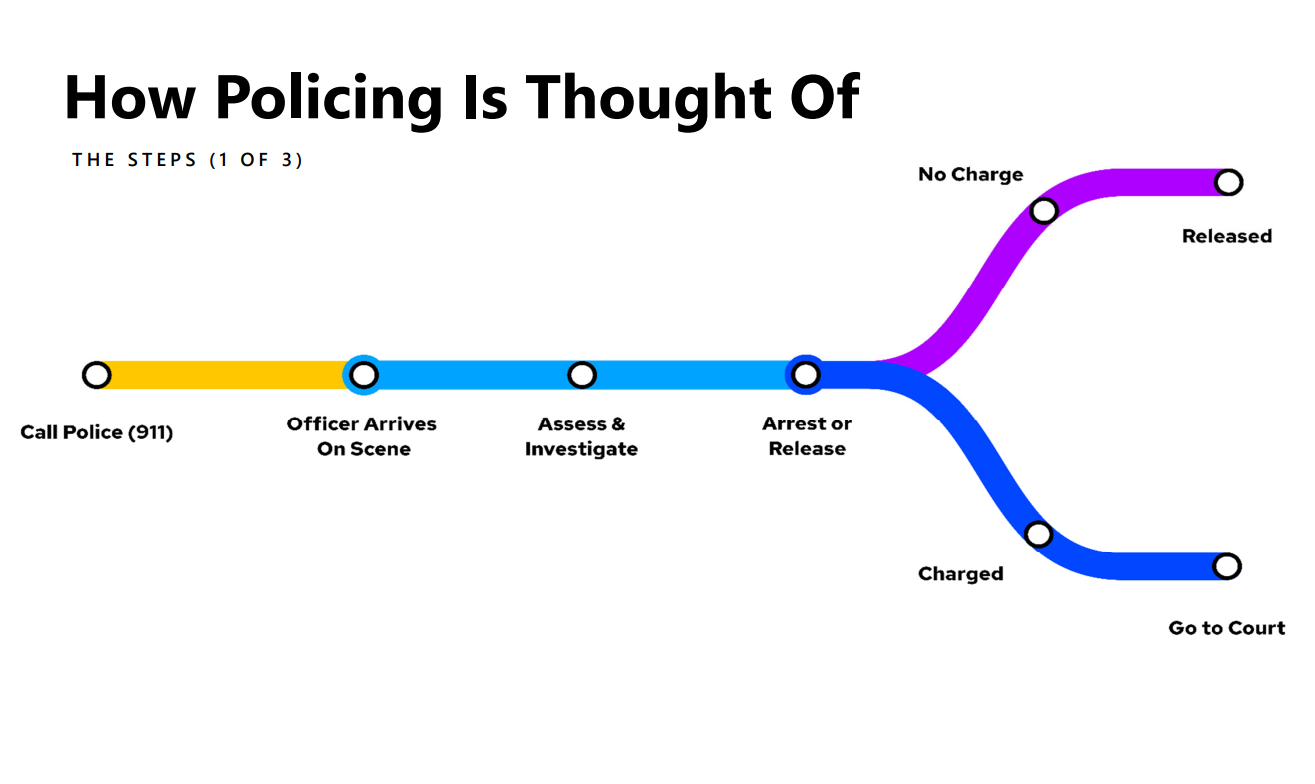 How Policing Is Thought Of
THE STEPS (1 OF 3)
No Charge
Released
Call Police (911)
Officer Arrives
On Scene
Assess &
Investigate
Arrest or
Release
Charged
Go to Court